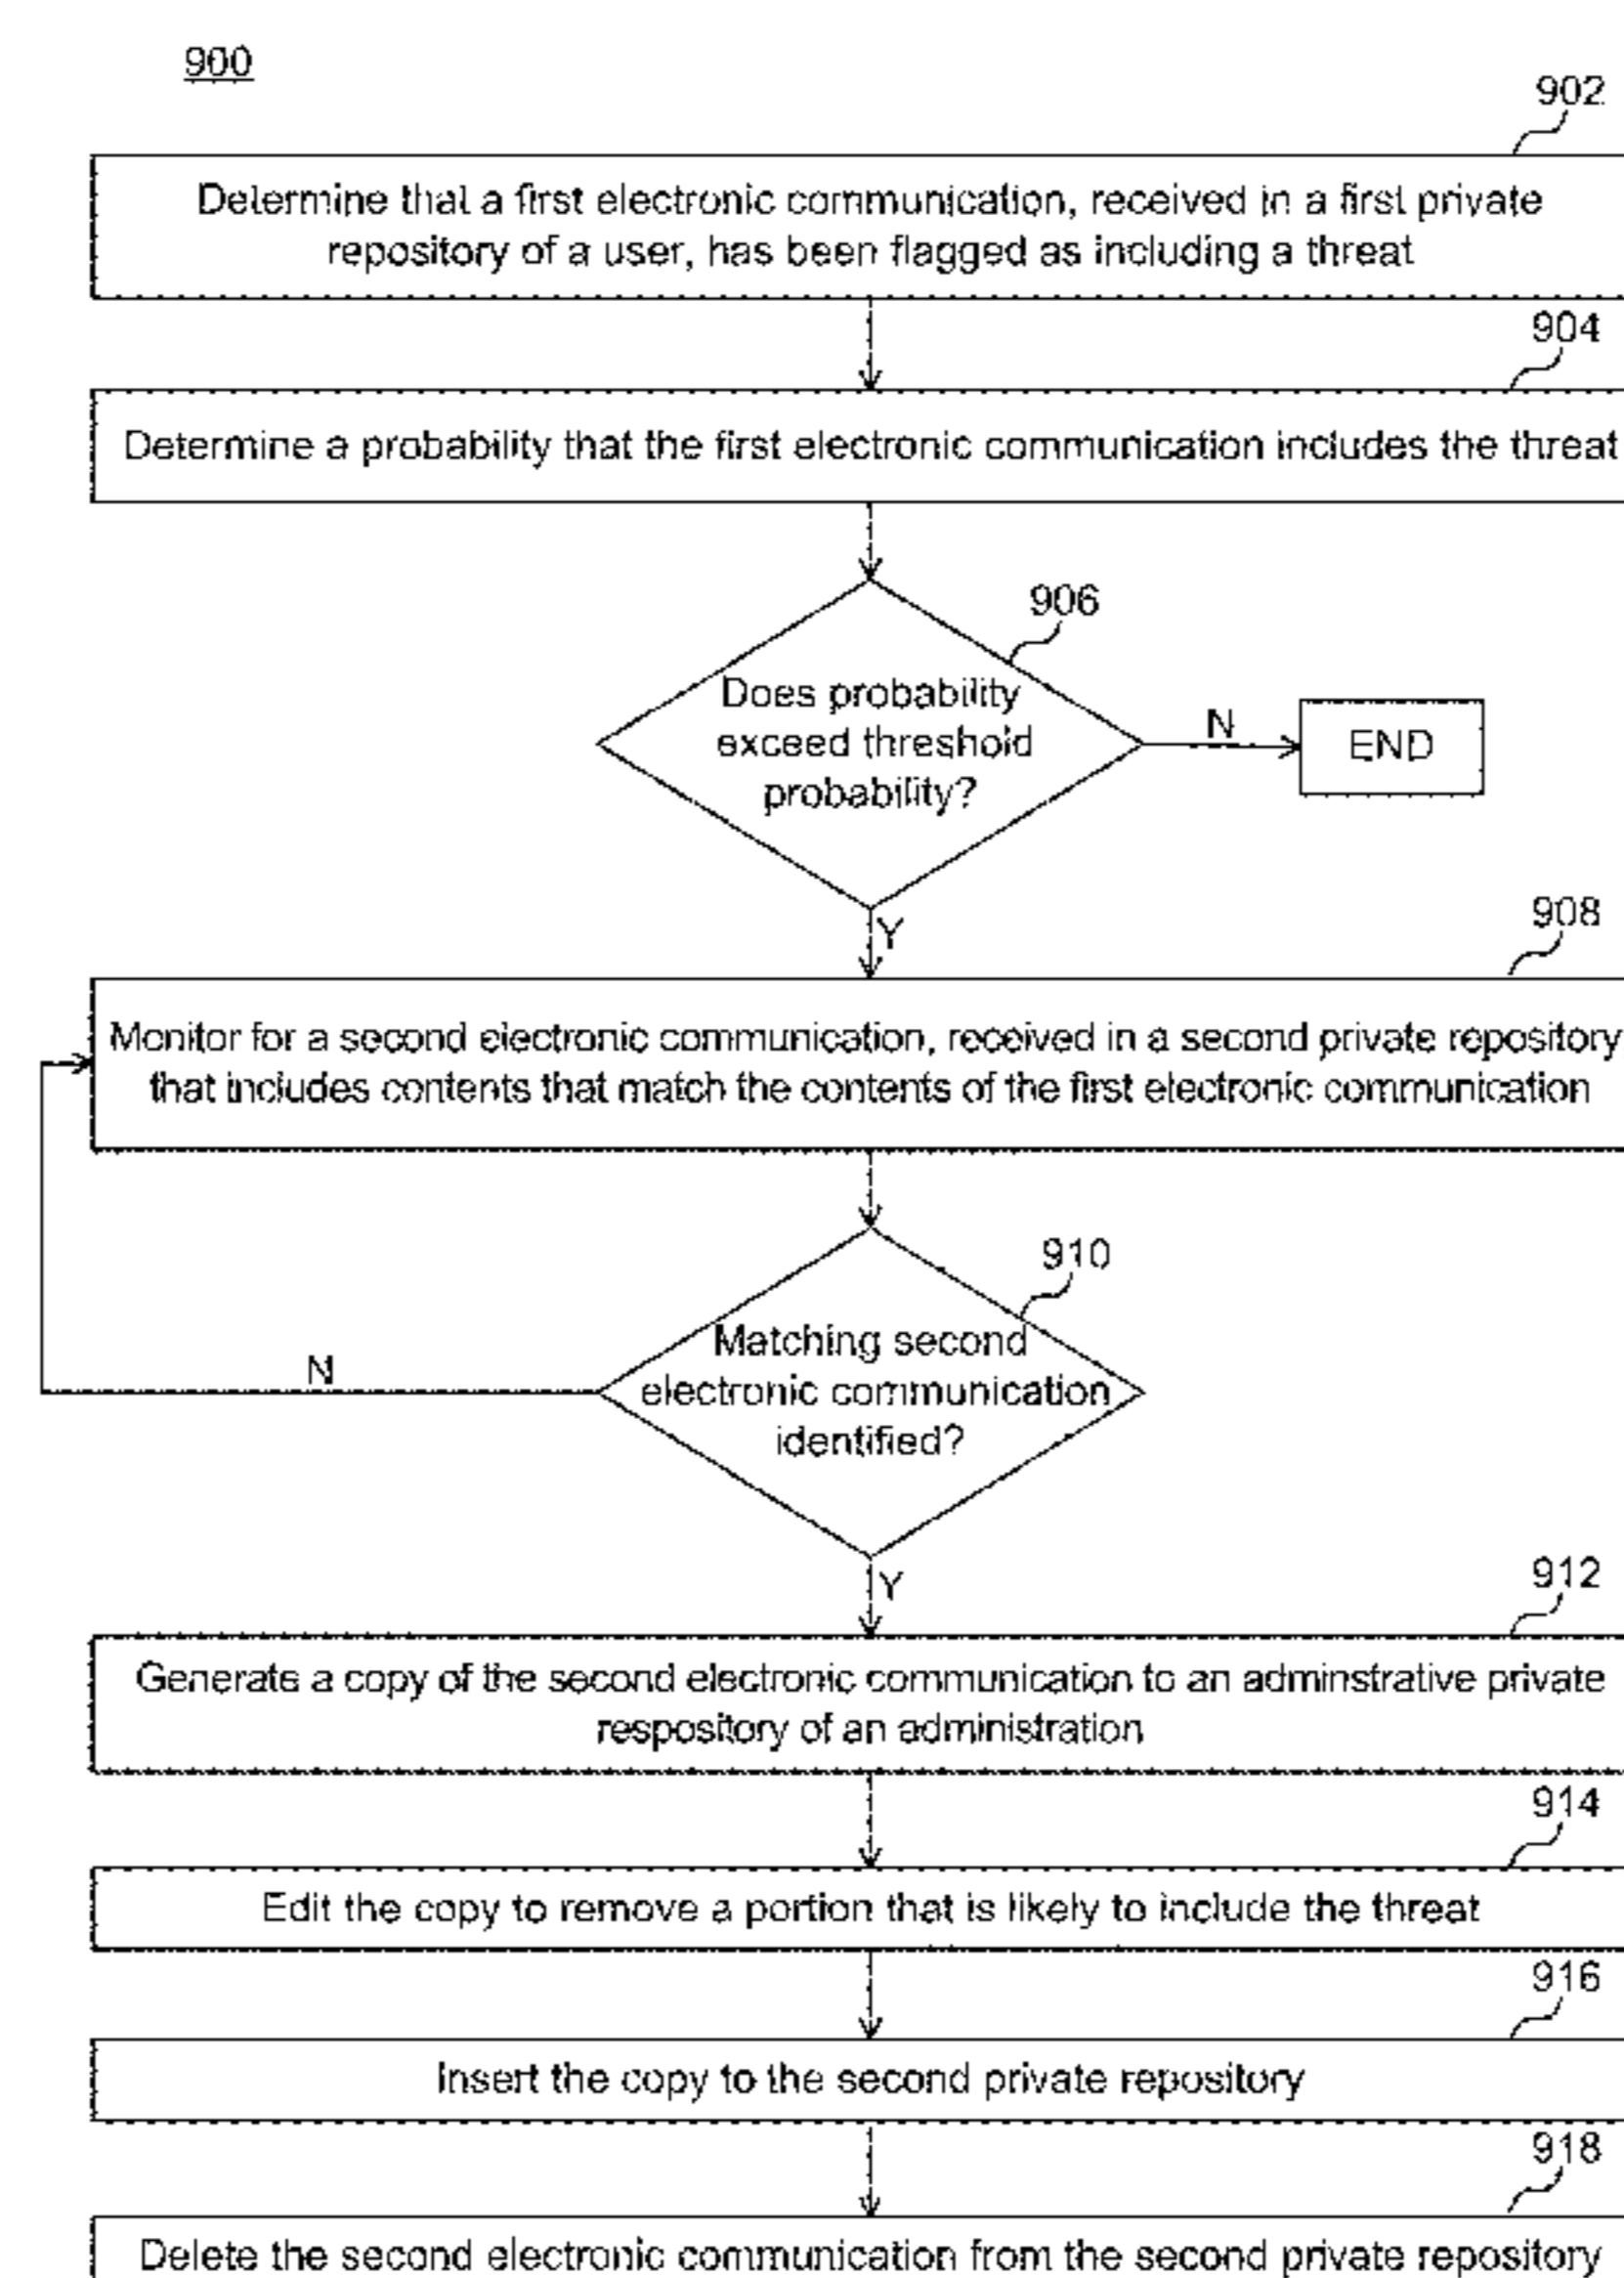 900
902
Determine that a first electronic communication, received in a first private
repository of a user, has been flagged as including a threat
904
Determine a probability that the first electronic communication includes the threat
906
Does probability
exceed threshold
probability?
N
END
Y
908
Monitor for a second electronic communication, received in a second private repository
that includes contents that match the contents of the first electronic communication
910
Matching second
electronic communication
identified?
N
Y
912
Generate a copy of the second electronic communication to an adminstrative private
respository of an administration
914
Edit the copy to remove a portion that is likely to include the threat
916
Insert the copy to the second private repository
918
Delete the second electronic communication from the second private repository